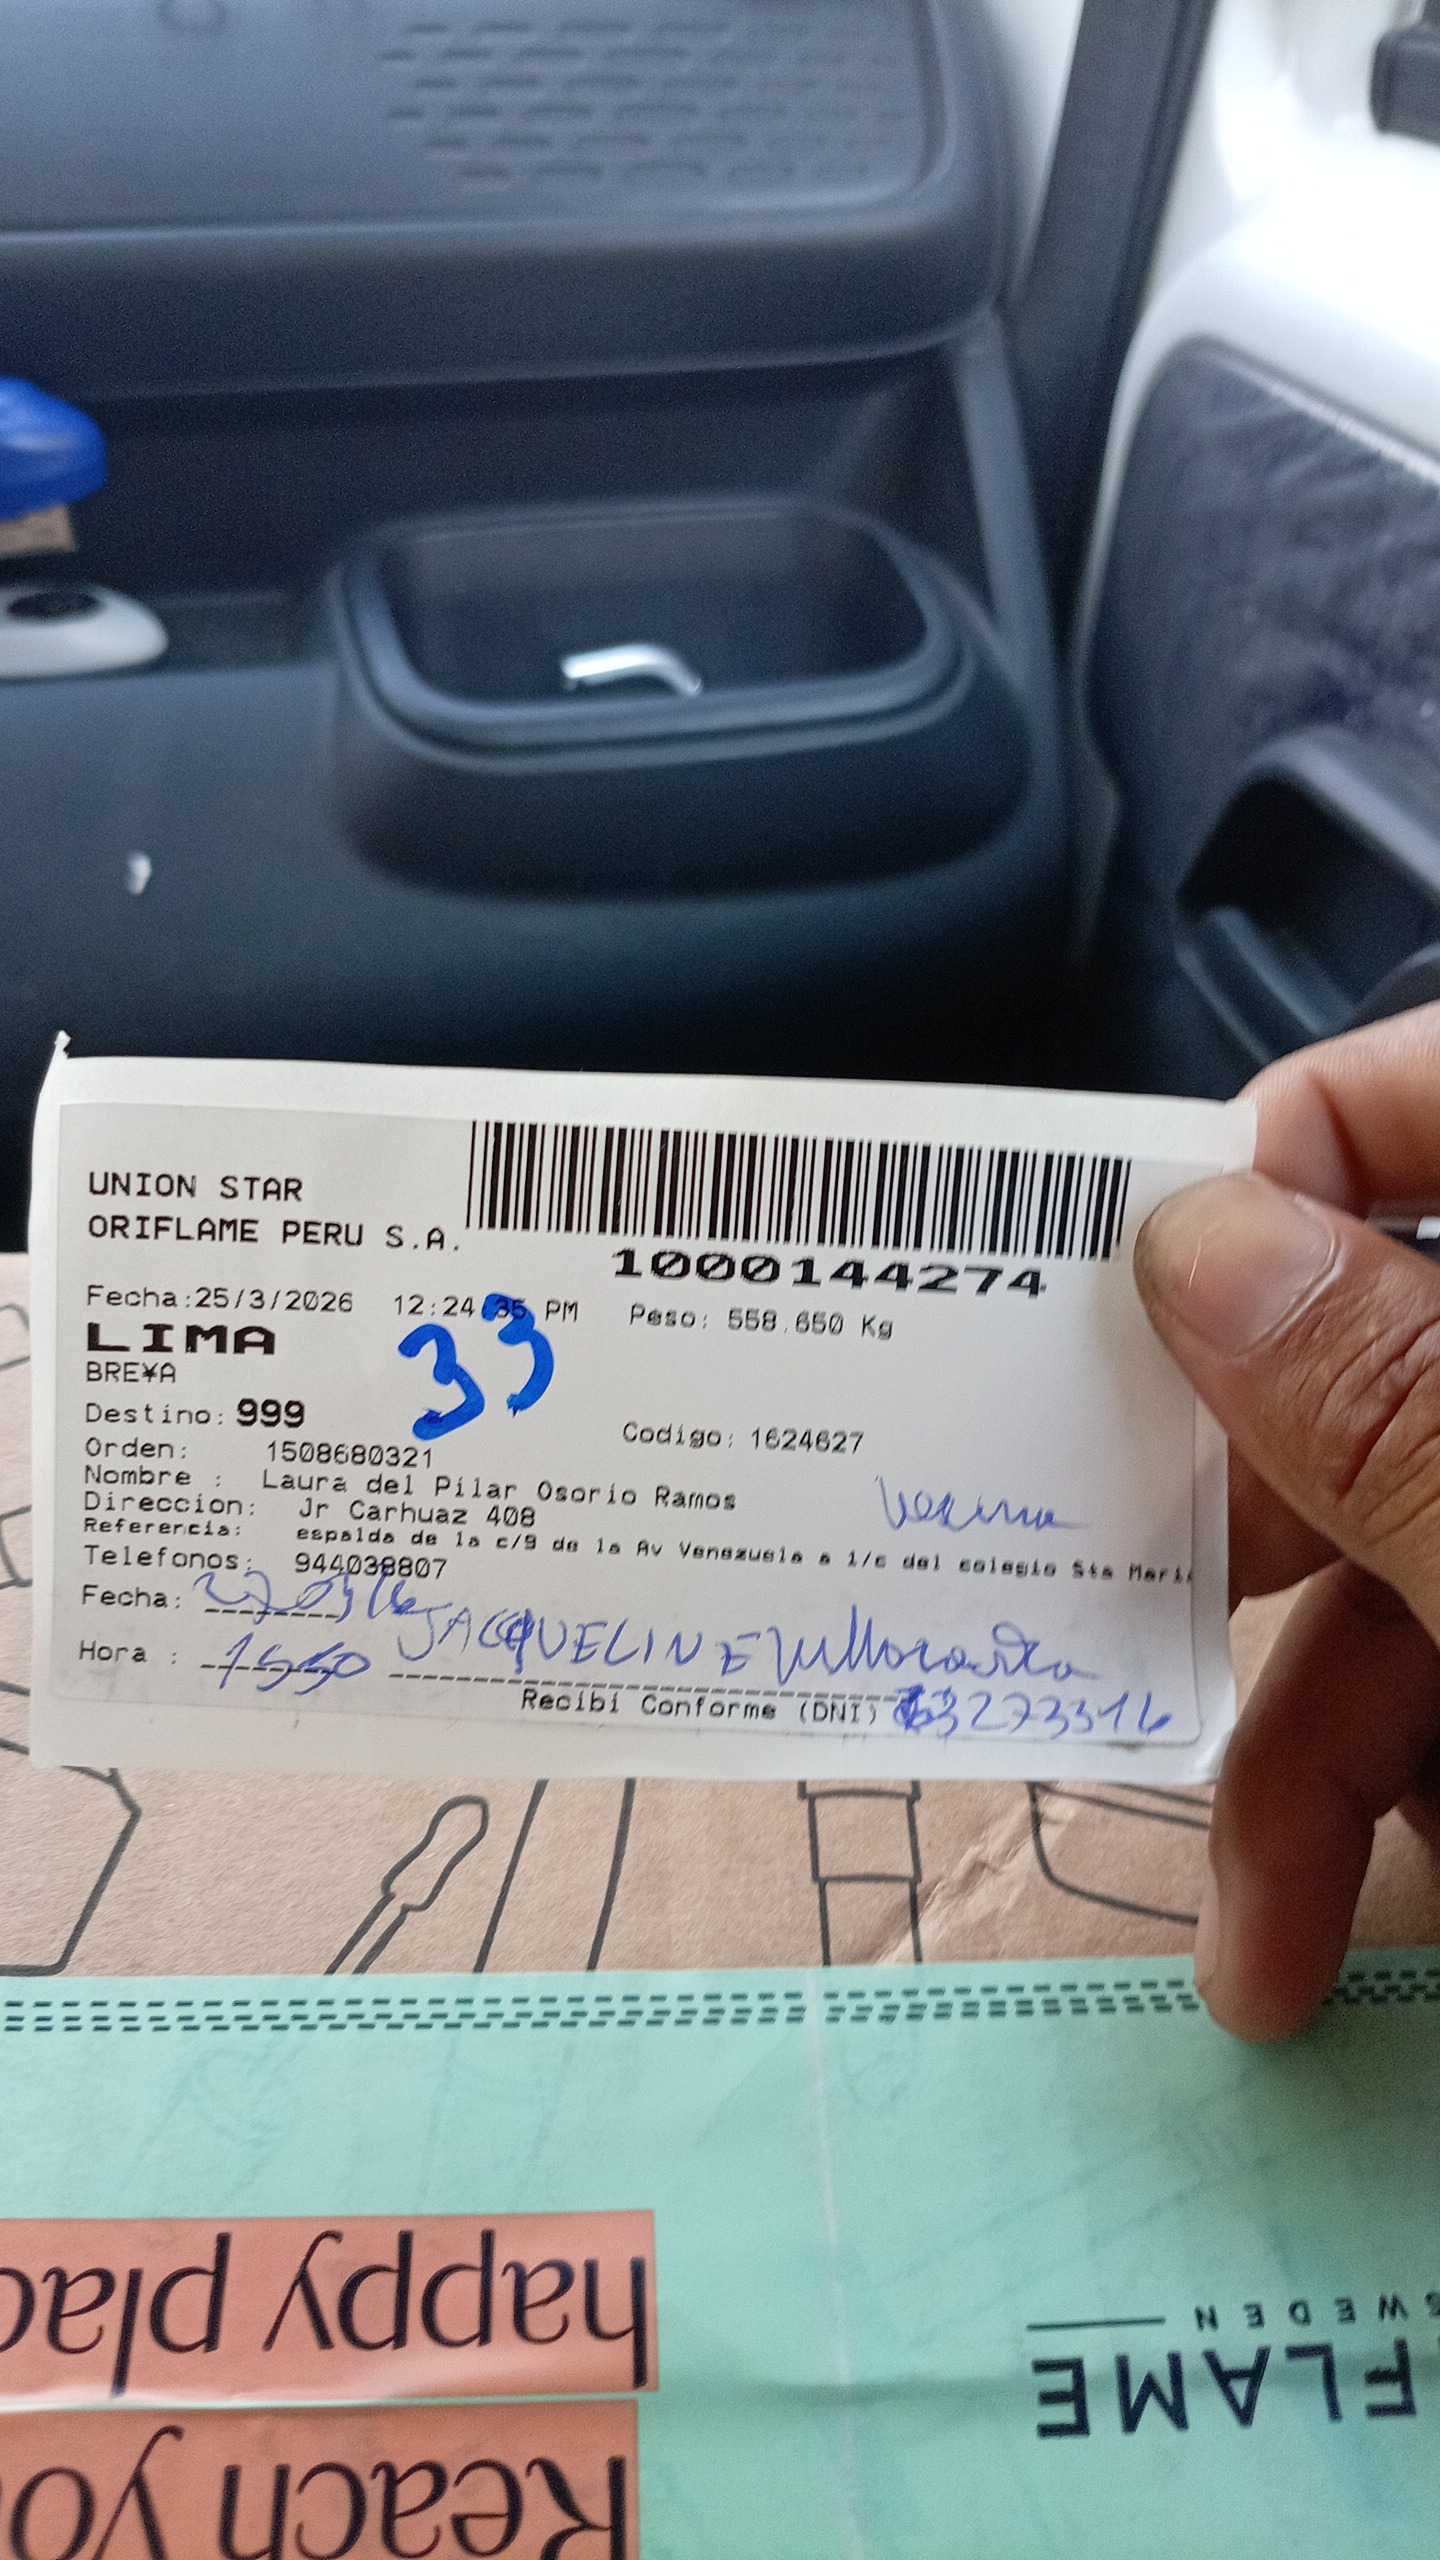 UNION STAR
ORIFLAME PERU S.A.
1000144274
Fecha:25/3/2026 12:24:35 PM Peso: 558.650 Kg
LIMA
33
BRE¥A
Destino: 999
Orden: 1508680321 Codigo: 1624627
Nombre : Laura del Pilar Osorio Ramos
Direccion: Jr Carhuaz 408
Referencia: espalda de la c/9 de la Av Venezuela a 1/c del colegio Sta Mari
Telefonos: 944038807
Fecha:
Hora : 1550 JACQUELINE
Recibi Conforme (DNI)
SWEDEN
FLAME
happy plac
Reach yo